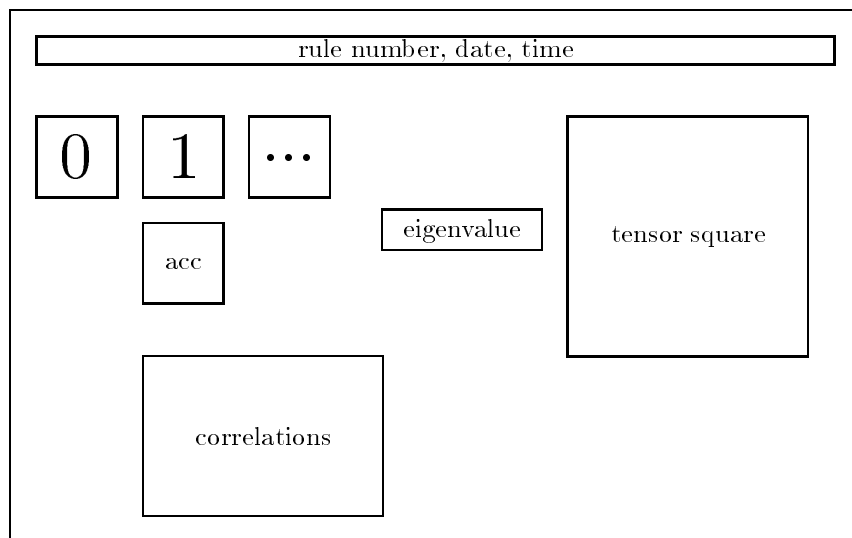 rule number, date, time
0 1 ...
eigenvalue
tensor square
acc
correlations